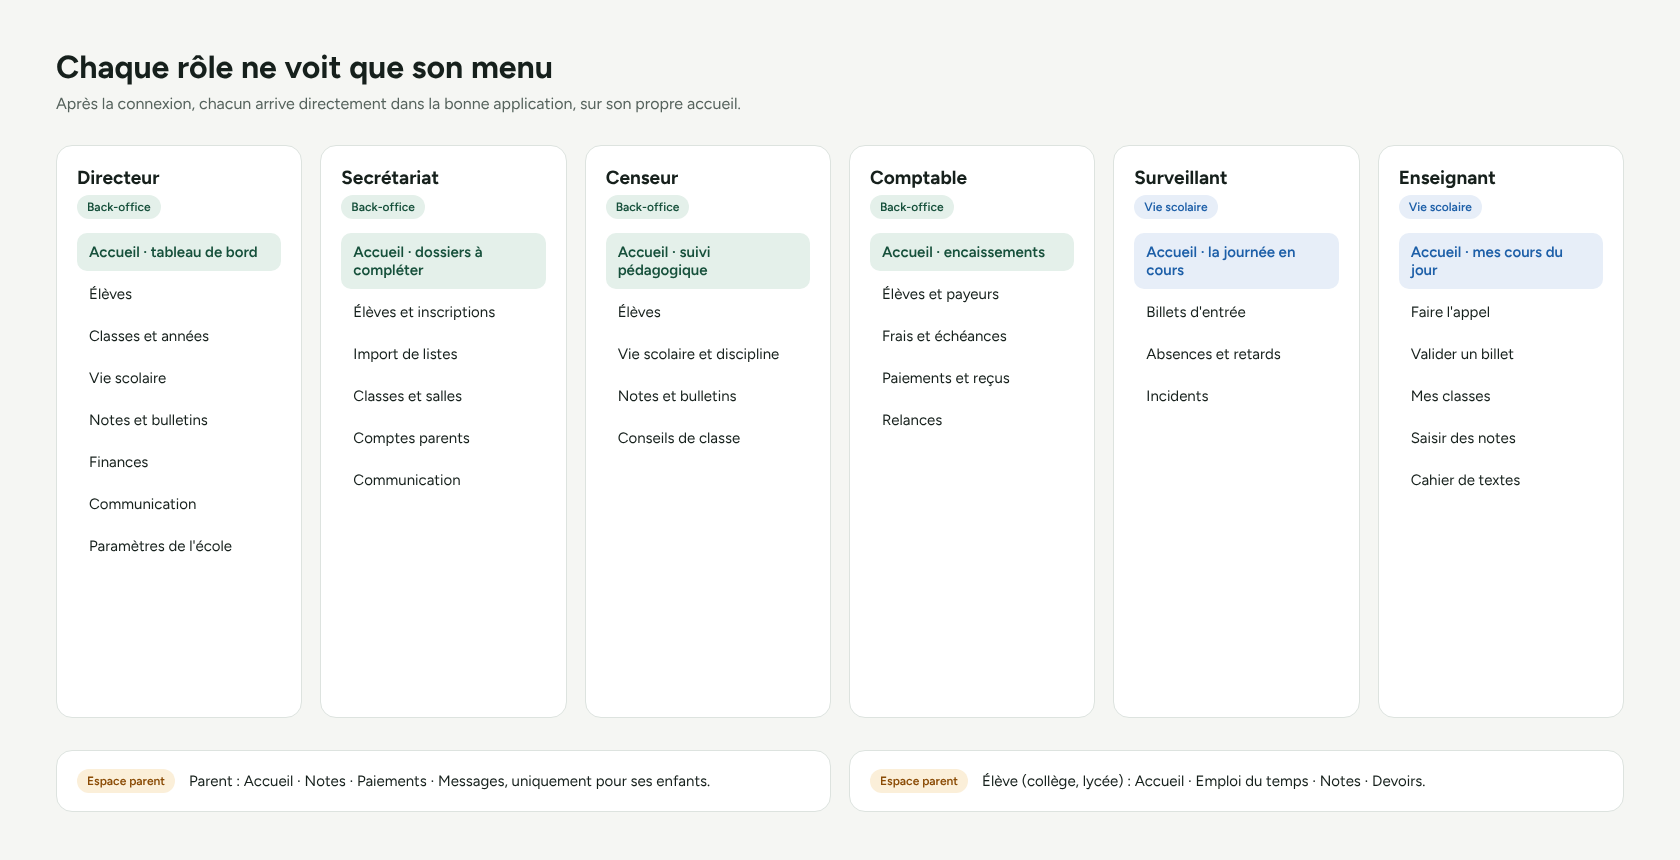 Chaque rôle ne voit que son menu
Après la connexion, chacun arrive directement dans la bonne application, sur son propre accueil.
Directeur
Back-office
Accueil · tableau de bord
Élèves
Classes et années
Vie scolaire
Notes et bulletins
Finances
Communication
Paramètres de l'école
Secrétariat
Back-office
Accueil · dossiers à
compléter
Élèves et inscriptions
Import de listes
Classes et salles
Comptes parents
Communication
Censeur
Back-office
Accueil · suivi
pédagogique
Élèves
Vie scolaire et discipline
Notes et bulletins
Conseils de classe
Comptable
Back-office
Accueil · encaissements
Élèves et payeurs
Frais et échéances
Paiements et reçus
Relances
Surveillant
Vie scolaire
Accueil · la journée en
cours
Billets d'entrée
Absences et retards
Incidents
Enseignant
Vie scolaire
Accueil · mes cours du
jour
Faire l'appel
Valider un billet
Mes classes
Saisir des notes
Cahier de textes
Espace parent
Parent : Accueil · Notes · Paiements · Messages, uniquement pour ses enfants.
Espace parent
Élève (collège, lycée) : Accueil · Emploi du temps · Notes · Devoirs.